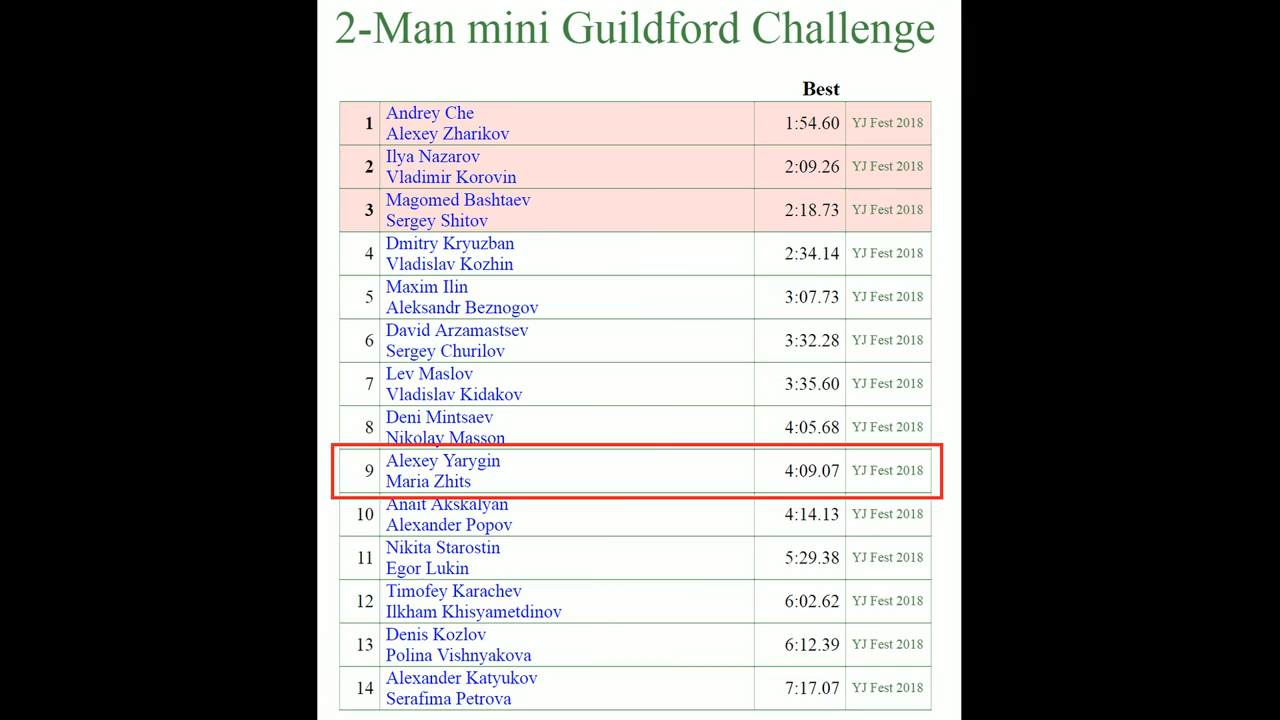 2-Man mini Guildford Challenge
Best
1 Andrey Che 1:54.60 YJ Fest 2018
Alexey Zharikov
2 Ilya Nazarov 2:09.26 YJ Fest 2018
Vladimir Korovin
3 Magomed Bashtaev 2:18.73 YJ Fest 2018
Sergey Shitov
4 Dmitry Kryuzban 2:34.14 YJ Fest 2018
Vladislav Kozhin
5 Maxim Ilin 3:07.73 YJ Fest 2018
Aleksandr Beznogov
6 David Arzamastsev 3:32.28 YJ Fest 2018
Sergey Churilov
7 Lev Maslov 3:35.60 YJ Fest 2018
Vladislav Kidakov
8 Deni Mintsaev 4:05.68 YJ Fest 2018
Nikolay Masson
9 Alexey Yarygin 4:09.07 YJ Fest 2018
Maria Zhits
10 Anait Akskalyan 4:14.13 YJ Fest 2018
Alexander Popov
11 Nikita Starostin 5:29.38 YJ Fest 2018
Egor Lukin
12 Timofey Karachev 6:02.62 YJ Fest 2018
Ilkham Khisyametdinov
13 Denis Kozlov 6:12.39 YJ Fest 2018
Polina Vishnyakova
14 Alexander Katyukov 7:17.07 YJ Fest 2018
Serafima Petrova